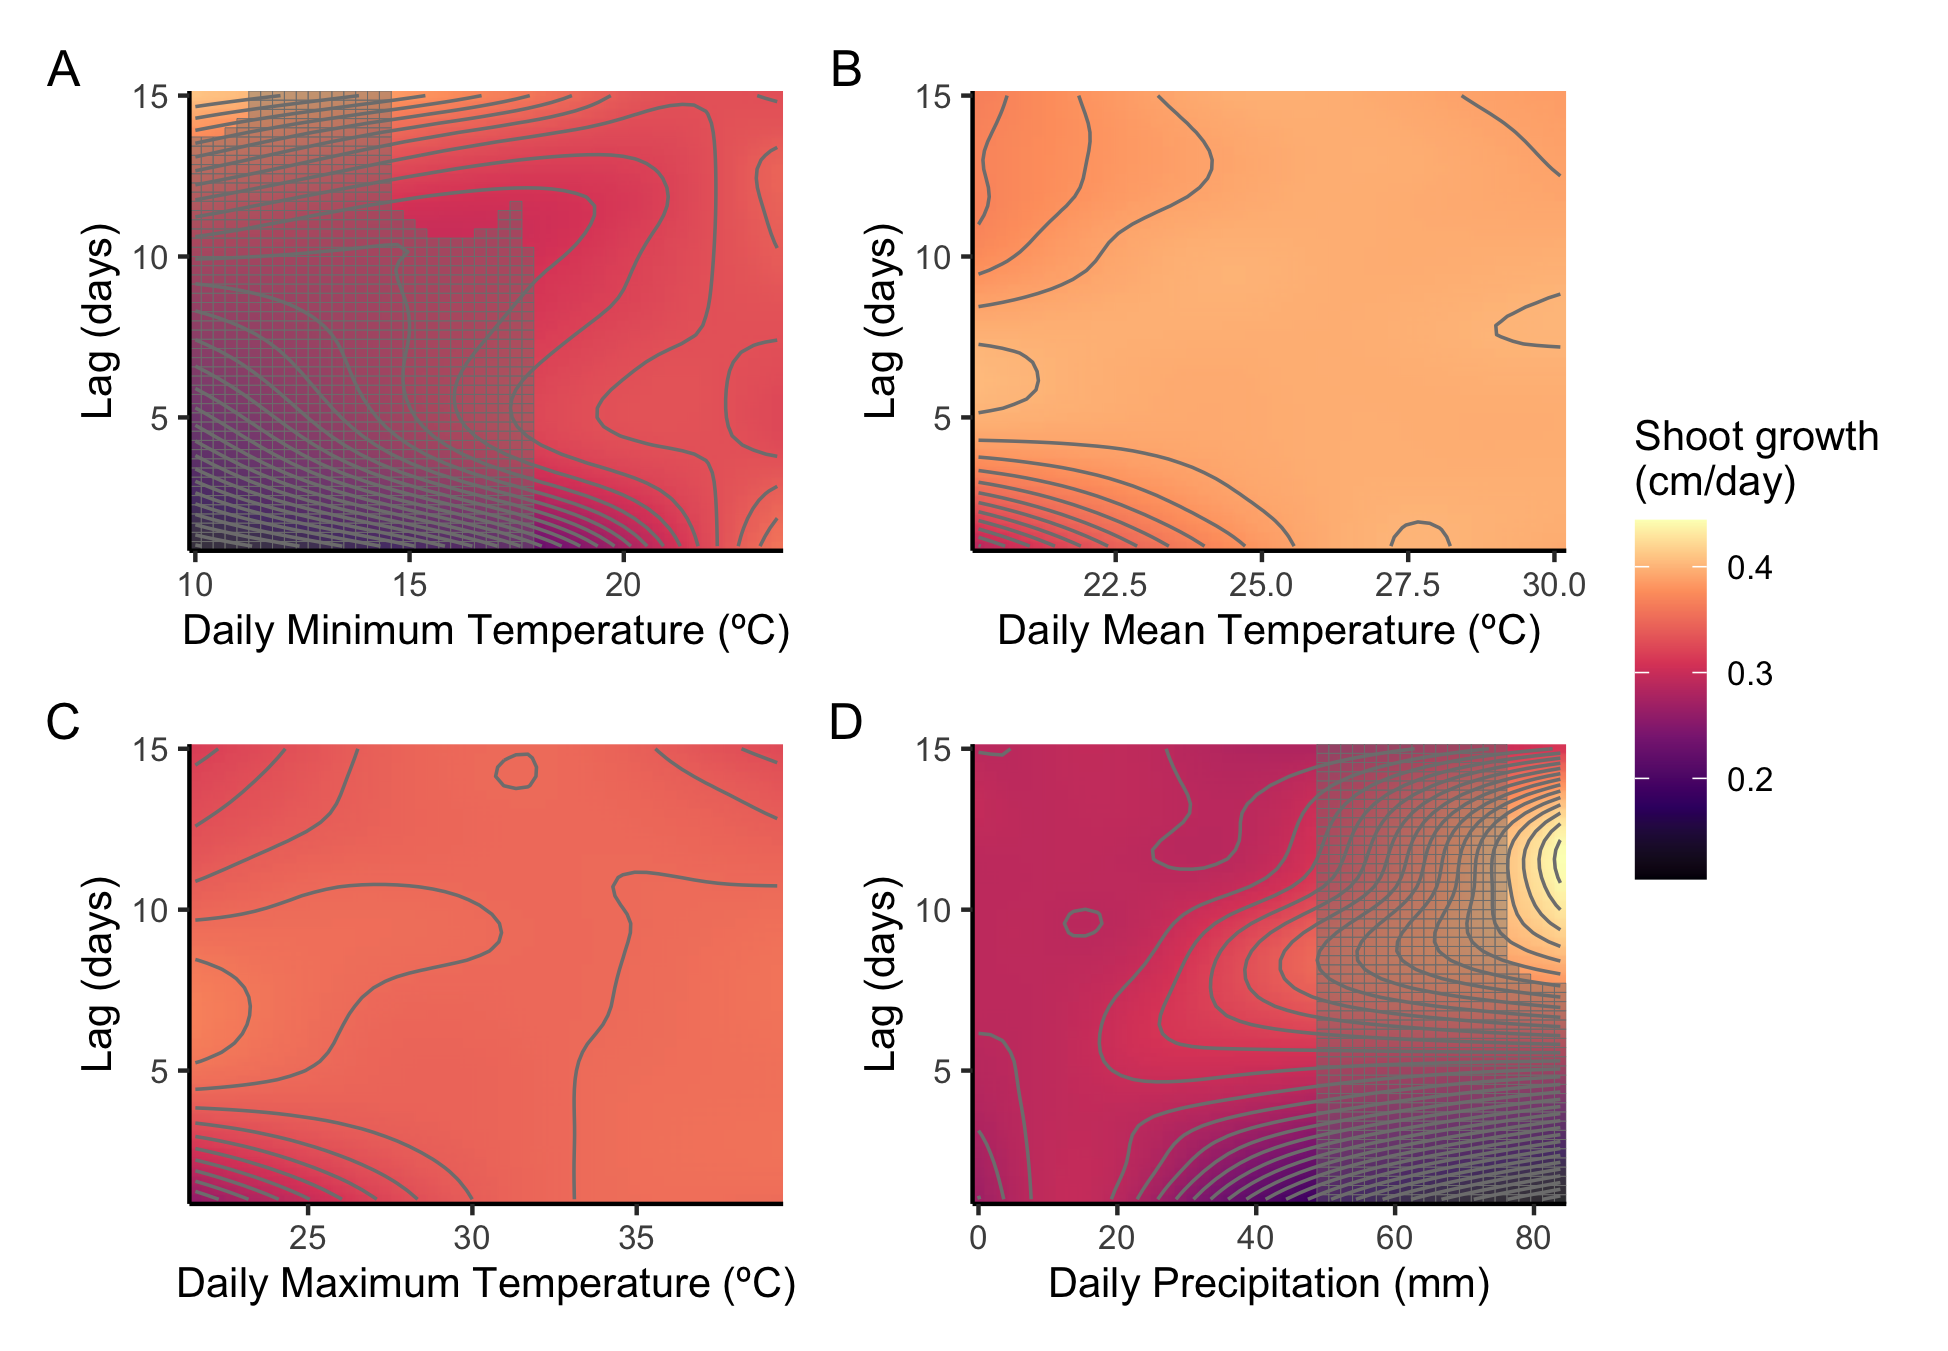 A
15
10
5
Lag (days)
10
15
20
Daily Minimum Temperature (ºC)
B
15
10
5
Lag (days)
22.5
25.0
27.5
30.0
Daily Mean Temperature (ºC)
C
15
10
5
Lag (days)
25
30
35
Daily Maximum Temperature (ºC)
D
15
10
5
Lag (days)
0
20
40
60
80
Daily Precipitation (mm)
Shoot growth
(cm/day)
0.4
0.3
0.2